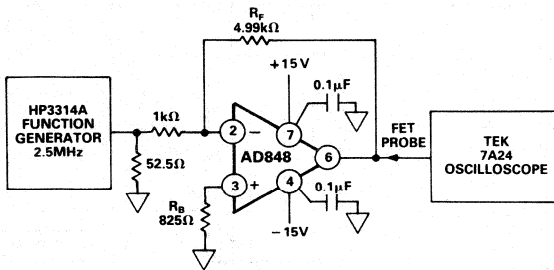 R_F
4.99kΩ
+15V
0.1μF
HP3314A
FUNCTION
GENERATOR
2.5MHz
1kΩ
2
−
7
FET
PROBE
TEK
7A24
OSCILLOSCOPE
AD848
6
52.5Ω
3
+
4
0.1μF
R_B
825Ω
−15V